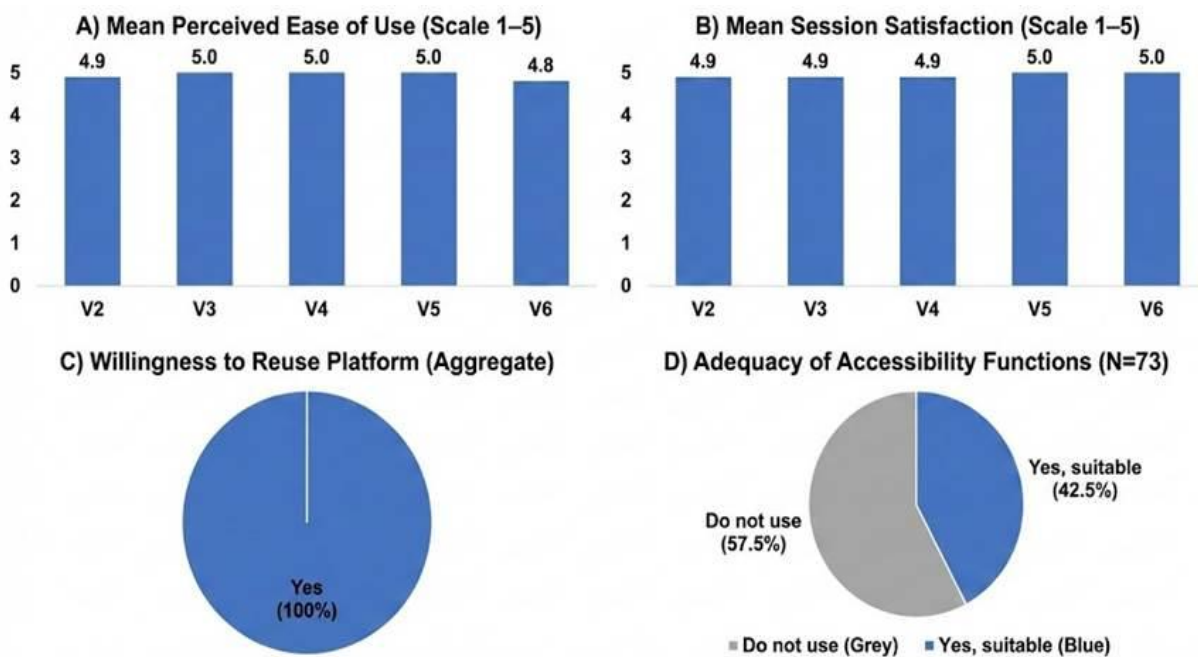 A) Mean Perceived Ease of Use (Scale 1–5)
4.9 5.0 5.0 5.0 4.8
5
4
3
2
1
0
V2 V3 V4 V5 V6
B) Mean Session Satisfaction (Scale 1–5)
4.9 4.9 4.9 5.0 5.0
5
4
3
2
1
0
V2 V3 V4 V5 V6
C) Willingness to Reuse Platform (Aggregate)
Yes
(100%)
D) Adequacy of Accessibility Functions (N=73)
Yes, suitable
(42.5%)
Do not use
(57.5%)
Do not use (Grey) Yes, suitable (Blue)